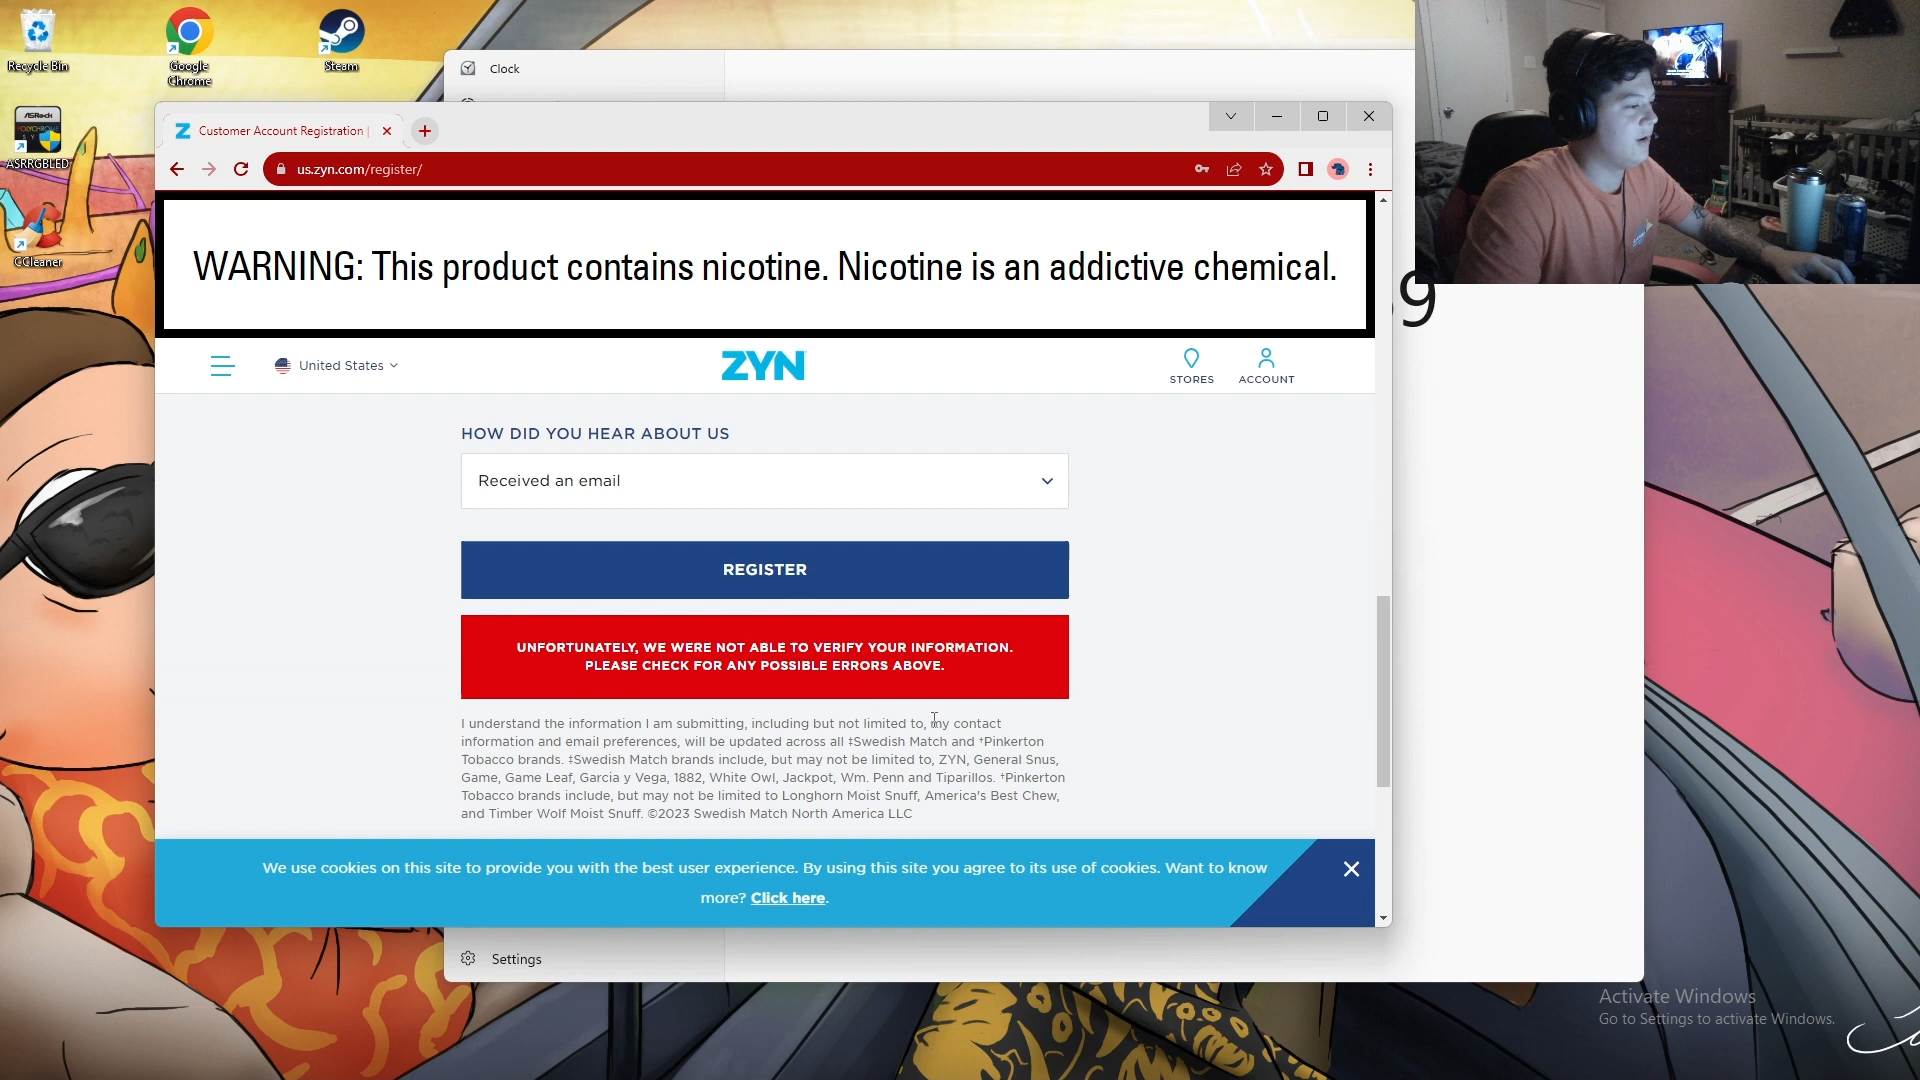 Recycle Bin
Google
Chrome
Steam
ASRock
POLYCHROME
ASRRGBLED
CCleaner
Clock
Customer Account Registration |
us.zyn.com/register/
WARNING: This product contains nicotine. Nicotine is an addictive chemical.
United States
ZYN
STORES
ACCOUNT
9
HOW DID YOU HEAR ABOUT US
Received an email
REGISTER
UNFORTUNATELY, WE WERE NOT ABLE TO VERIFY YOUR INFORMATION.
PLEASE CHECK FOR ANY POSSIBLE ERRORS ABOVE.
I understand the information I am submitting, including but not limited to, my contact
information and email preferences, will be updated across all ‡Swedish Match and †Pinkerton
Tobacco brands. ‡Swedish Match brands include, but may not be limited to, ZYN, General Snus,
Game, Game Leaf, Garcia y Vega, 1882, White Owl, Jackpot, Wm. Penn and Tiparillos. †Pinkerton
Tobacco brands include, but may not be limited to Longhorn Moist Snuff, America's Best Chew,
and Timber Wolf Moist Snuff. ©2023 Swedish Match North America LLC
We use cookies on this site to provide you with the best user experience. By using this site you agree to its use of cookies. Want to know
more? Click here.
Settings
Activate Windows
Go to Settings to activate Windows.